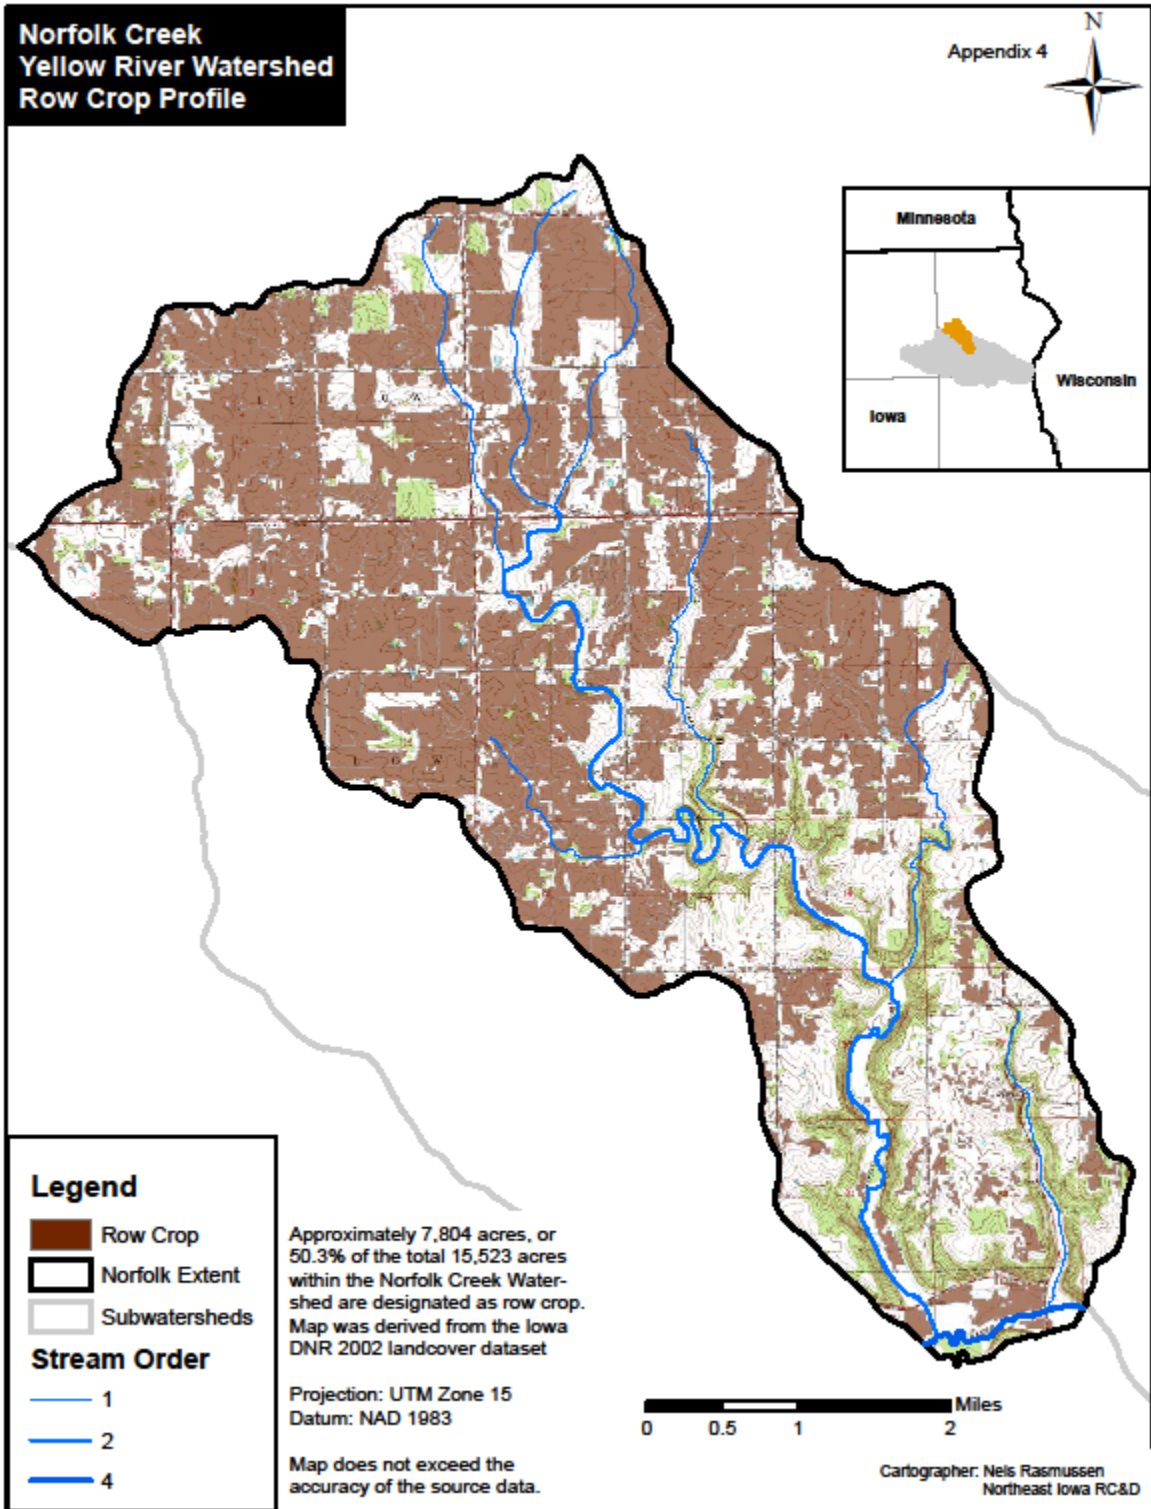 Norfolk Creek
Yellow River Watershed
Row Crop Profile
Appendix 4
N
Minnesota
Wisconsin
Iowa
Legend
Row Crop
Norfolk Extent
Subwatersheds
Stream Order
1
2
4
Approximately 7,804 acres, or
50.3% of the total 15,523 acres
within the Norfolk Creek Water-
shed are designated as row crop.
Map was derived from the Iowa
DNR 2002 landcover dataset
Projection: UTM Zone 15
Datum: NAD 1983
Map does not exceed the
accuracy of the source data.
Miles
0 0.5 1 2
Cartographer: Nels Rasmussen
Northeast Iowa RC&D